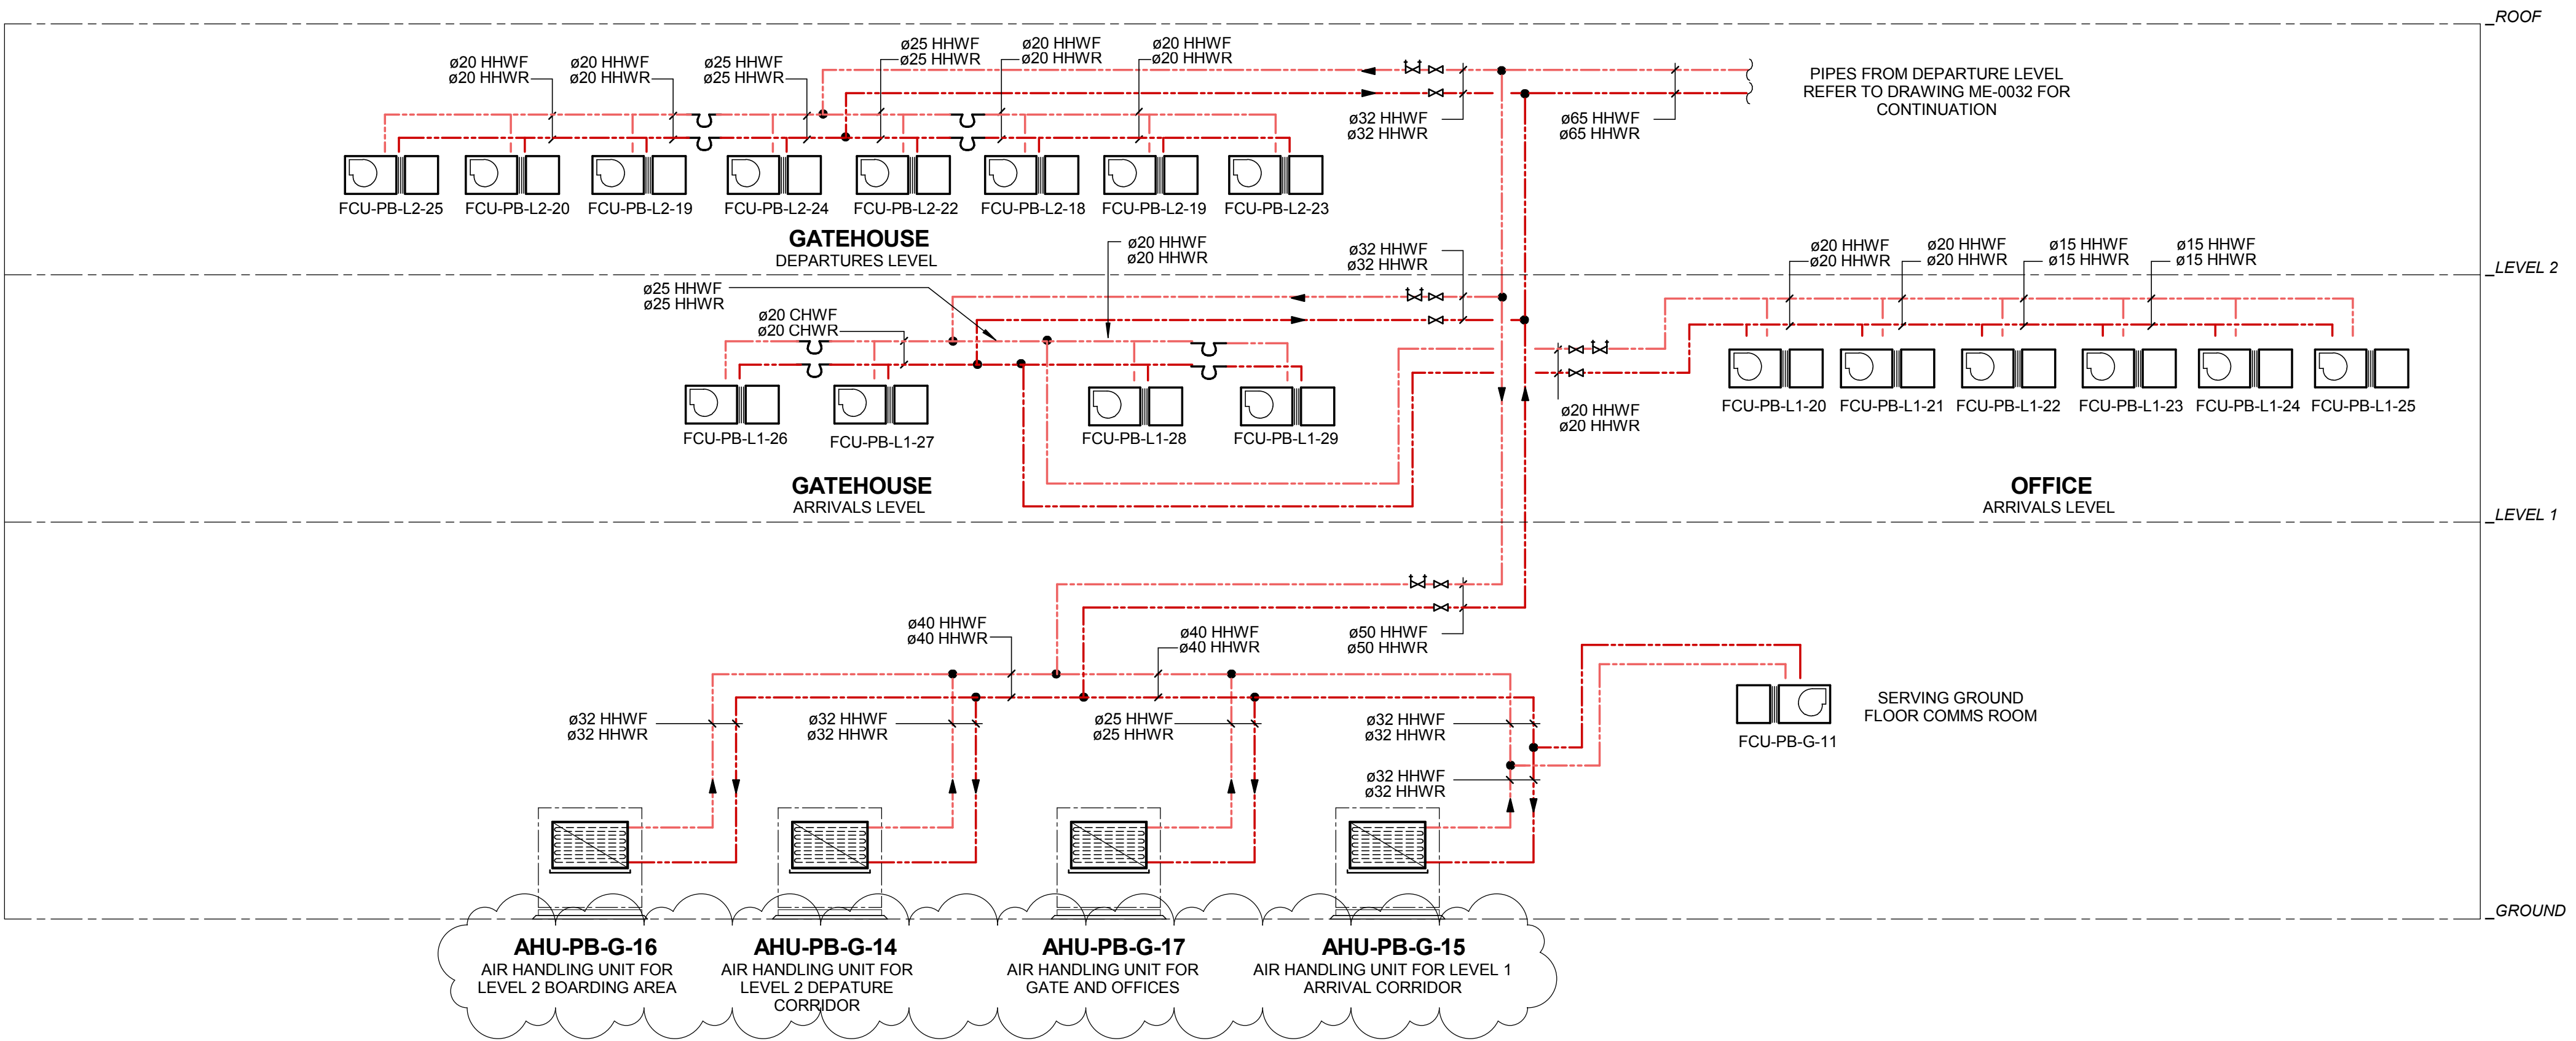 ROOF
ø20 HHWF
ø20 HHWR
ø20 HHWF
ø20 HHWR
ø25 HHWF
ø25 HHWR
ø25 HHWF
ø25 HHWR
ø20 HHWF
ø20 HHWR
ø20 HHWF
ø20 HHWR
ø32 HHWF
ø32 HHWR
ø65 HHWF
ø65 HHWR
PIPES FROM DEPARTURE LEVEL
REFER TO DRAWING ME-0032 FOR
CONTINUATION
FCU-PB-L2-25
FCU-PB-L2-20
FCU-PB-L2-19
FCU-PB-L2-24
FCU-PB-L2-22
FCU-PB-L2-18
FCU-PB-L2-19
FCU-PB-L2-23
GATEHOUSE
DEPARTURES LEVEL
LEVEL 2
ø25 HHWF
ø25 HHWR
ø20 CHWF
ø20 CHWR
ø20 HHWF
ø20 HHWR
ø32 HHWF
ø32 HHWR
ø20 HHWF
ø20 HHWR
ø20 HHWF
ø20 HHWR
ø15 HHWF
ø15 HHWR
ø15 HHWF
ø15 HHWR
ø20 HHWF
ø20 HHWR
FCU-PB-L1-26
FCU-PB-L1-27
FCU-PB-L1-28
FCU-PB-L1-29
FCU-PB-L1-20
FCU-PB-L1-21
FCU-PB-L1-22
FCU-PB-L1-23
FCU-PB-L1-24
FCU-PB-L1-25
GATEHOUSE
ARRIVALS LEVEL
OFFICE
ARRIVALS LEVEL
LEVEL 1
ø40 HHWF
ø40 HHWR
ø40 HHWF
ø40 HHWR
ø50 HHWF
ø50 HHWR
ø32 HHWF
ø32 HHWR
ø32 HHWF
ø32 HHWR
ø25 HHWF
ø25 HHWR
ø32 HHWF
ø32 HHWR
ø32 HHWF
ø32 HHWR
FCU-PB-G-11
SERVING GROUND
FLOOR COMMS ROOM
GROUND
AHU-PB-G-16
AIR HANDLING UNIT FOR
LEVEL 2 BOARDING AREA
AHU-PB-G-14
AIR HANDLING UNIT FOR
LEVEL 2 DEPATURE
CORRIDOR
AHU-PB-G-17
AIR HANDLING UNIT FOR
GATE AND OFFICES
AHU-PB-G-15
AIR HANDLING UNIT FOR LEVEL 1
ARRIVAL CORRIDOR